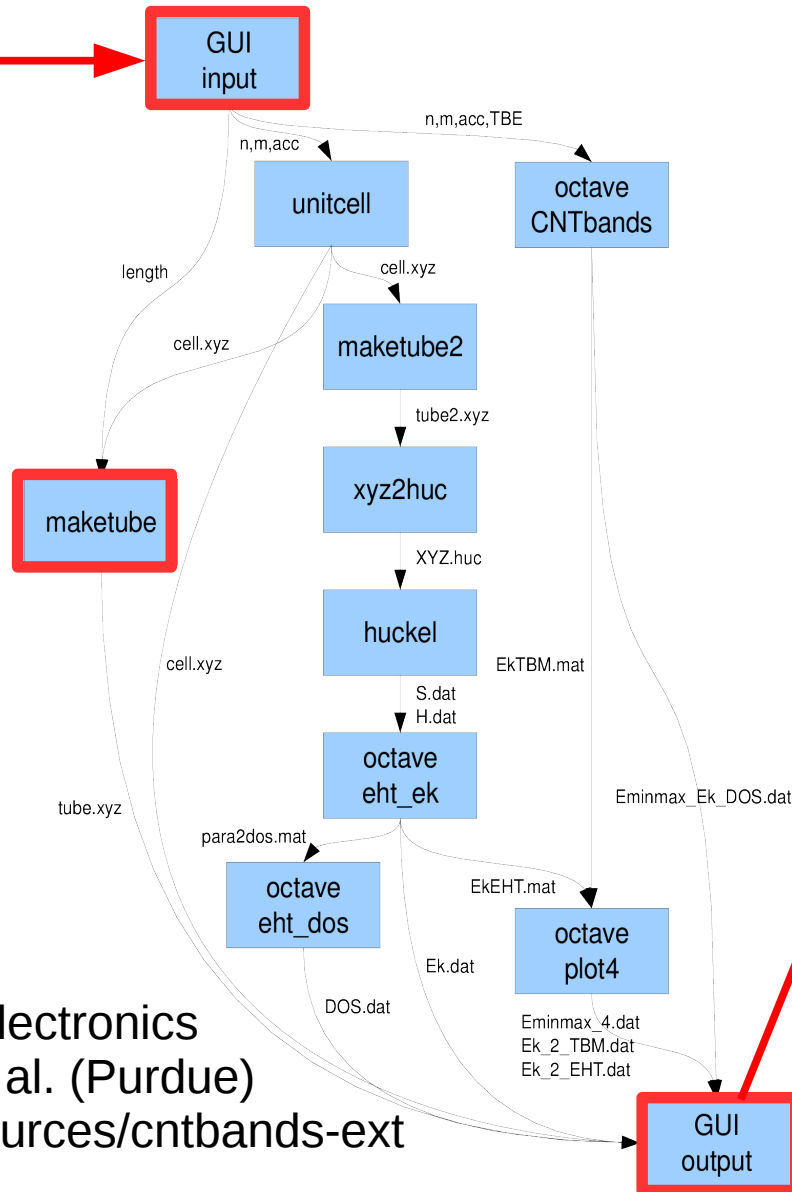 GUI
input
n,m,acc,TBE
n,m,acc
unitcell
octave
CNTbands
length
cell.xyz
cell.xyz
maketube2
tube2.xyz
maketube
xyz2huc
XYZ.huc
huckel
cell.xyz
EkTBM.mat
S.dat
H.dat
octave
eht_ek
Eminmax_Ek_DOS.dat
tube.xyz
para2dos.mat
EkEHT.mat
octave
eht_dos
octave
plot4
Ek.dat
DOS.dat
Eminmax_4.dat
Ek_2_TBM.dat
Ek_2_EHT.dat
lectronics
al. (Purdue)
urces/cntbands-ext
GUI
output